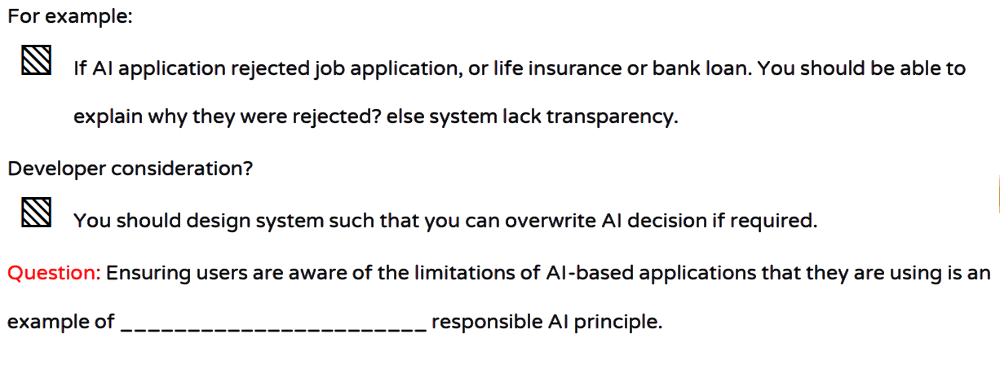 For example:
If AI application rejected job application, or life insurance or bank loan. You should be able to
explain why they were rejected? else system lack transparency.
Developer consideration?
You should design system such that you can overwrite AI decision if required.
Question: Ensuring users are aware of the limitations of AI-based applications that they are using is an
example of _______________________ responsible AI principle.